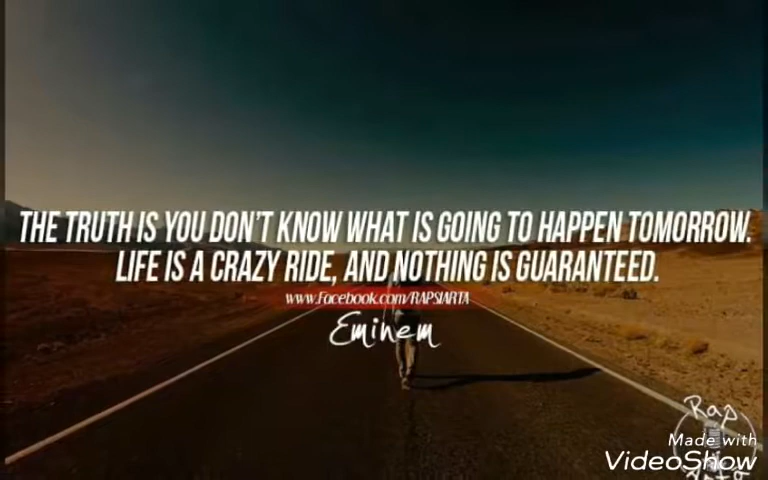 THE TRUTH IS YOU DON'T KNOW WHAT IS GOING TO HAPPEN TOMORROW.
LIFE IS A CRAZY RIDE, AND NOTHING IS GUARANTEED.
www.Facebook.com/RAPSIARTA
Eminem
Rap
Made with
VideoShow